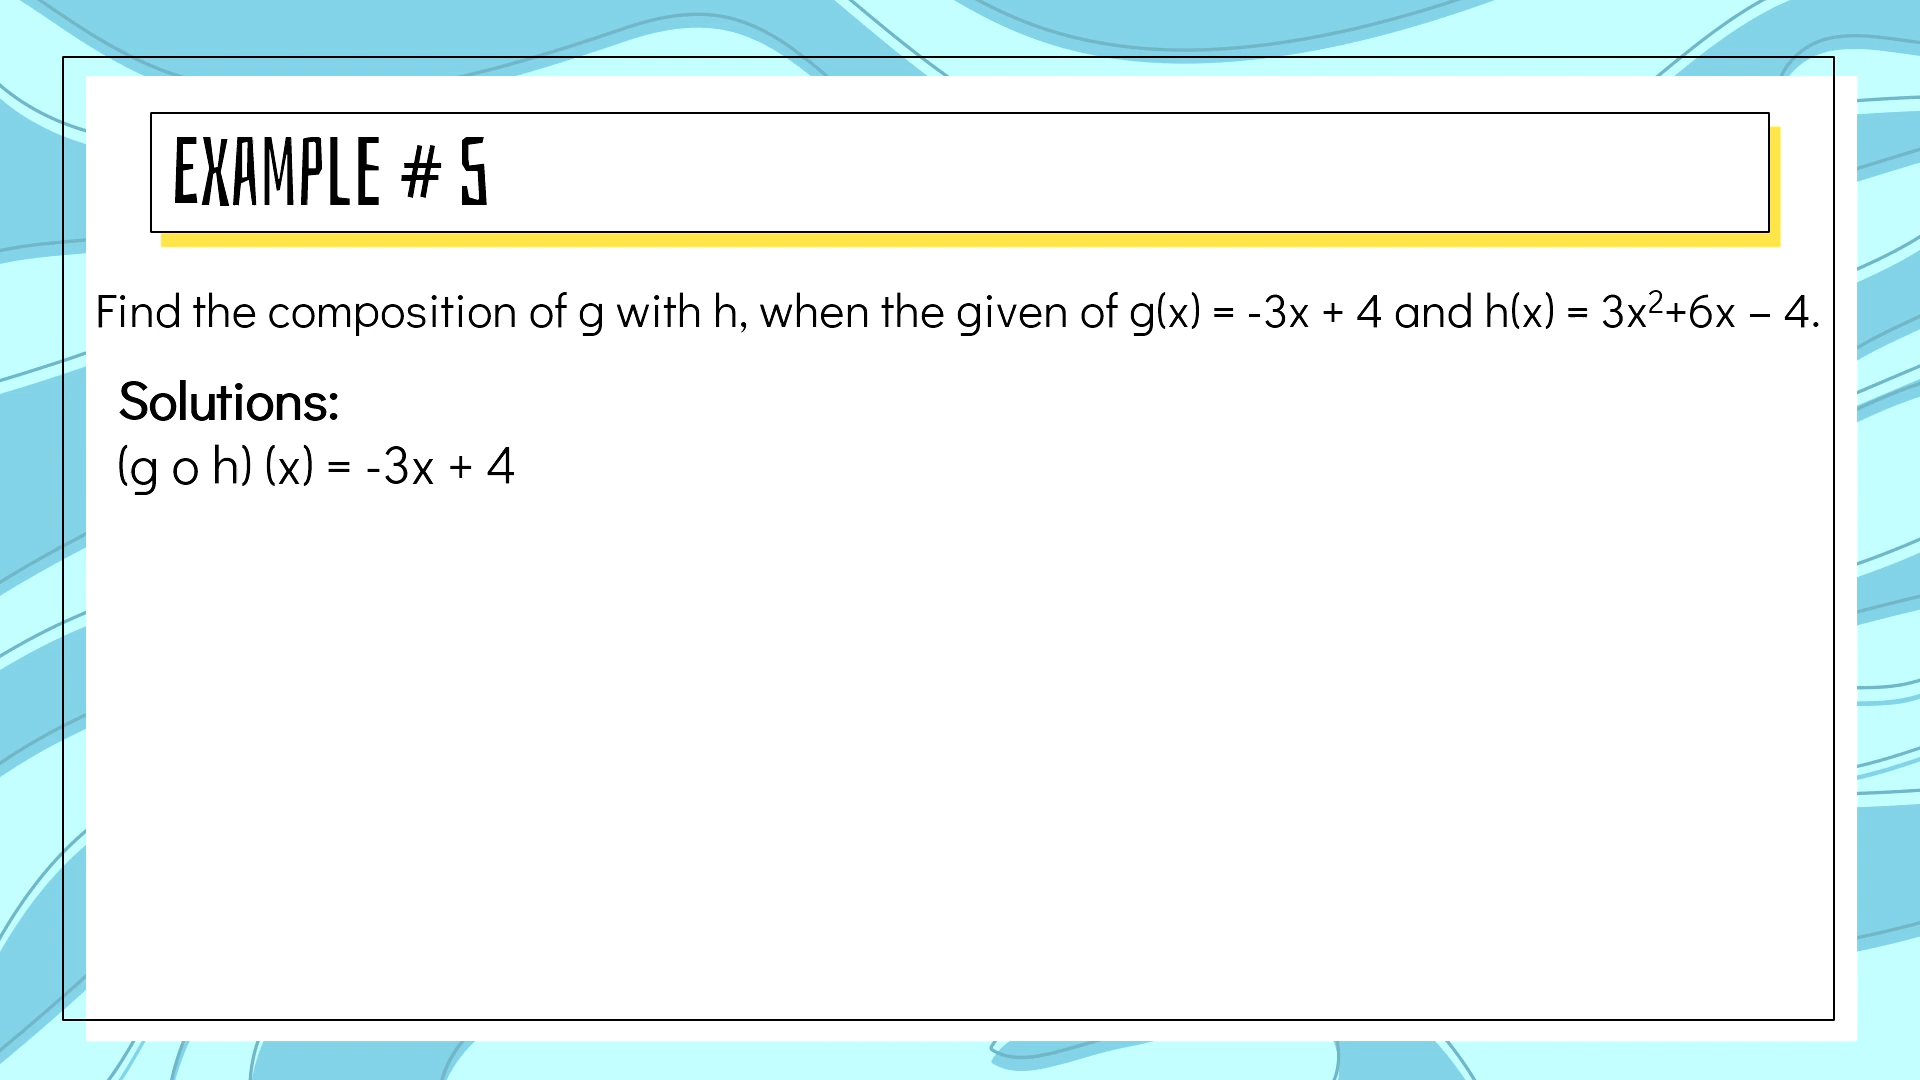 EXAMPLE # 5
Find the composition of g with h, when the given of g(x) = -3x + 4 and h(x) = 3x²+6x – 4.
Solutions:
(g o h) (x) = -3x + 4